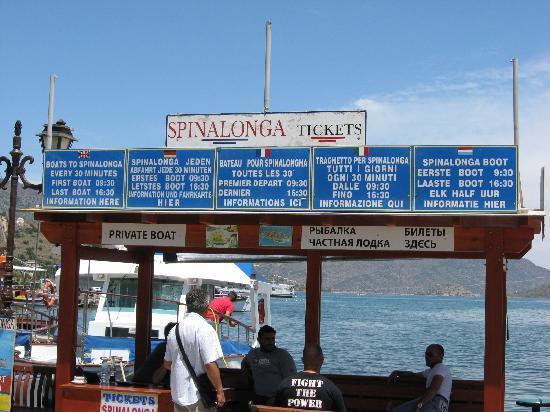 SPINALONGA TICKETS
BOATS TO SPINALONGA
EVERY 30 MINUTES
FIRST BOAT 09:30
LAST BOAT 16:30
INFORMATION HERE
SPINALONGA JEDEN
ABFAHRT JEDE 30 MINUTEN
ERSTES BOOT 09:30
LETSTES BOOT 16:30
INFORMATION UND FAHRKARTE
HIER
BATEAU POUR SPINALONGHA
TOUTES LES 30'
PREMIER DEPART 09:30
DERNIER 16:30
INFORMATIONS ICI
TRAGHETTO PER SPINALONGA
TUTTI I GIORNI
OGNI 30 MINUTI
DALLE 09:30
FINO 16:30
INFORMAZIONE QUI
SPINALONGA BOOT
EERSTE BOOT 9:30
LAASTE BOOT 16:30
ELK HALF UUR
INFORMATIE HIER
PRIVATE BOAT
РЫБАЛКА
ЧАСТНАЯ ЛОДКА
БИЛЕТЫ
ЗДЕСЬ
FIGHT
THE
POWER
TICKETS
SPINALONGA